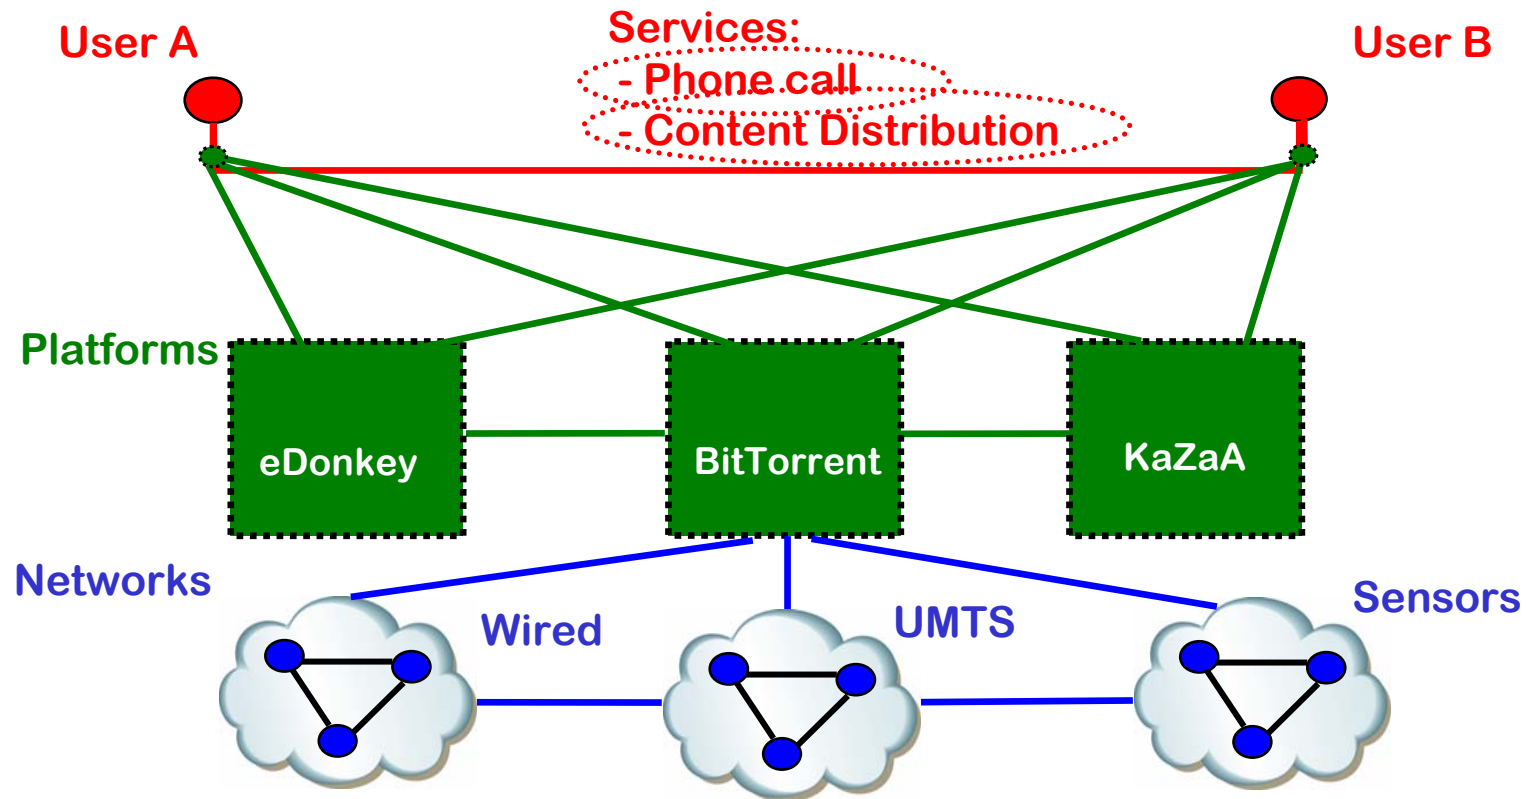 Services:
User A
User B
- Phone call
- Content Distribution
Platforms
eDonkey
BitTorrent
KaZaA
Networks
Wired
UMTS
Sensors